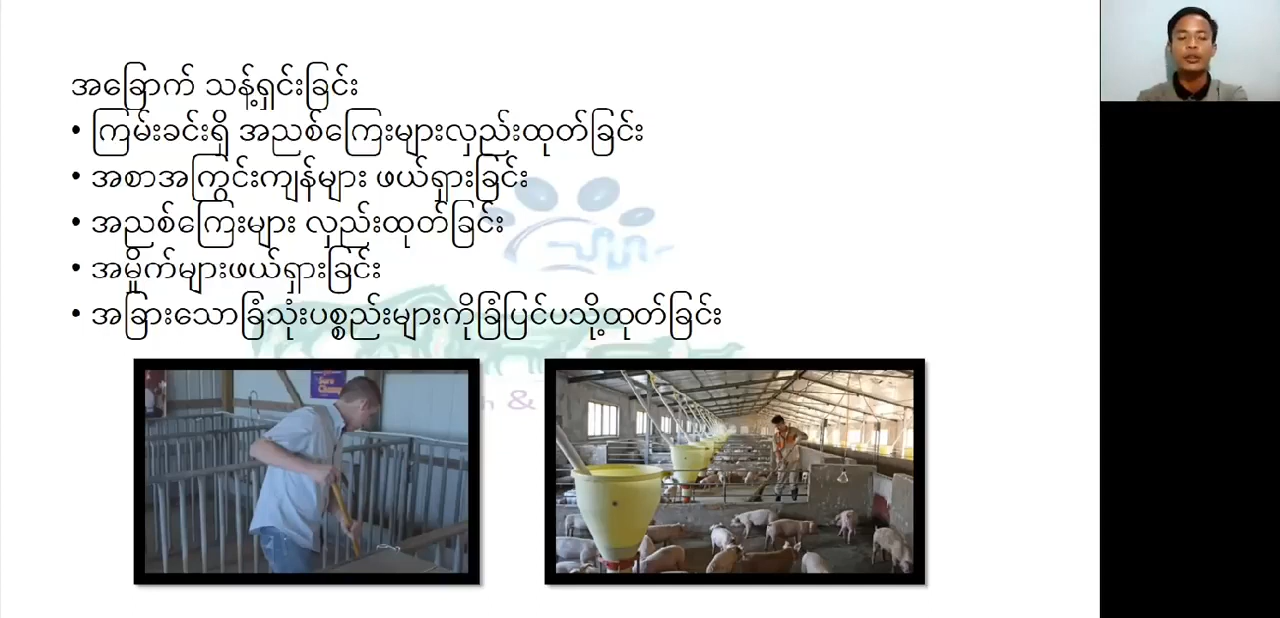 အခြောက် သန့်ရှင်းခြင်း
• ကြမ်းခင်းရှိ အညစ်ကြေးများလှည်းထုတ်ခြင်း
• အစာအကြွင်းကျန်များ ဖယ်ရှားခြင်း
• အညစ်ကြေးများ လှည်းထုတ်ခြင်း
• အမှိုက်များဖယ်ရှားခြင်း
• အခြားသောခြံသုံးပစ္စည်းများကိုခြံပြင်ပသို့ထုတ်ခြင်း
h &